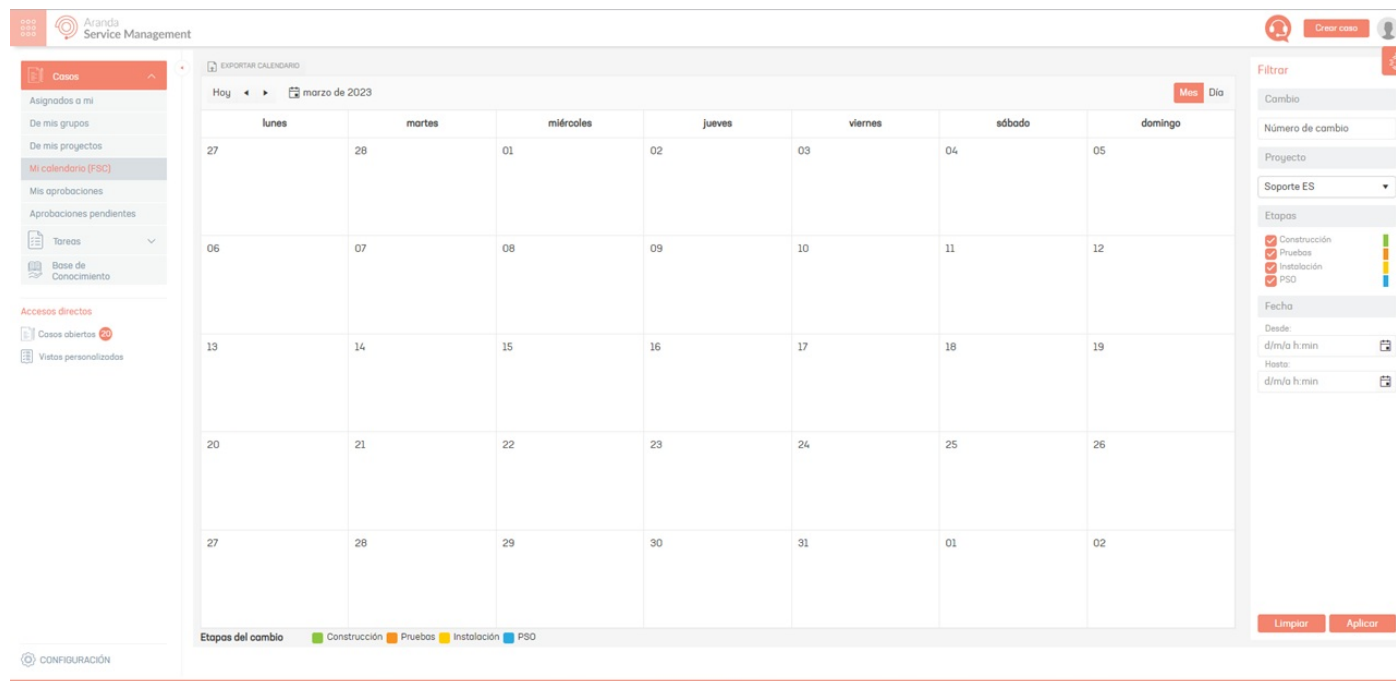 Aranda
Service Management
Crear caso
Casos
Asignados a mi
De mis grupos
De mis proyectos
Mi calendario (FSC)
Mis aprobaciones
Aprobaciones pendientes
Tareas
Base de
Conocimiento
Accesos directos
Casos abiertos 20
Vistas personalizadas
CONFIGURACIÓN
EXPORTAR CALENDARIO
Hoy marzo de 2023 Mes Día
lunes martes miércoles jueves viernes sábado domingo
27 28 01 02 03 04 05
06 07 08 09 10 11 12
13 14 15 16 17 18 19
20 21 22 23 24 25 26
27 28 29 30 31 01 02
Etapas del cambio Construcción Pruebas Instalación PSO
Filtrar
Cambio
Número de cambio
Proyecto
Soporte ES
Etapas
Construcción
Pruebas
Instalación
PSO
Fecha
Desde:
d/m/a h:min
Hasta:
d/m/a h:min
Limpiar Aplicar